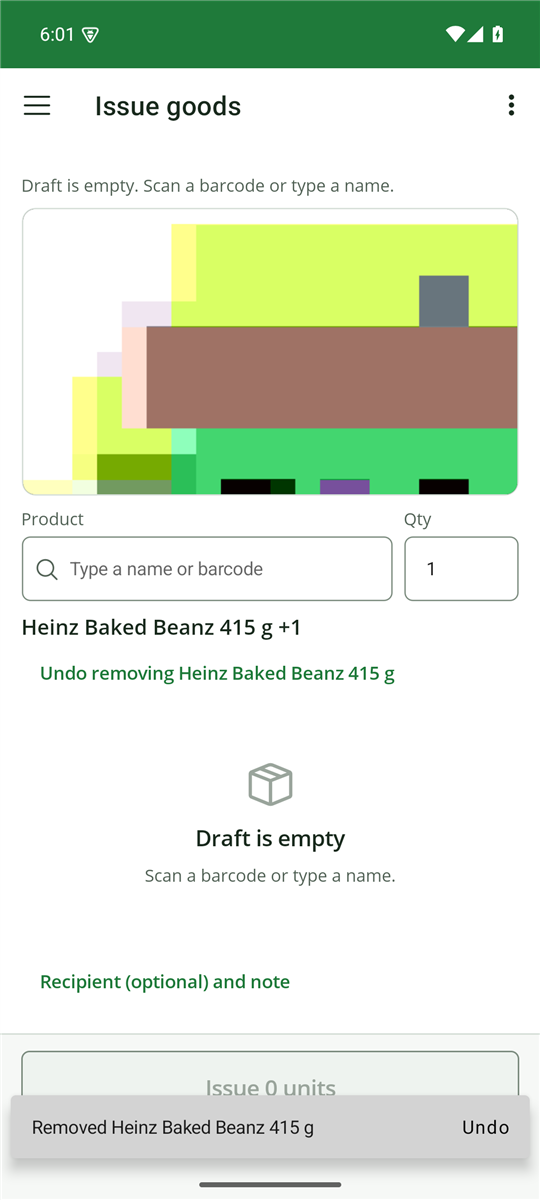 6:01
Issue goods
Draft is empty. Scan a barcode or type a name.
Product
Qty
Type a name or barcode
1
Heinz Baked Beanz 415 g +1
Undo removing Heinz Baked Beanz 415 g
Draft is empty
Scan a barcode or type a name.
Recipient (optional) and note
Issue 0 units
Removed Heinz Baked Beanz 415 g
Undo